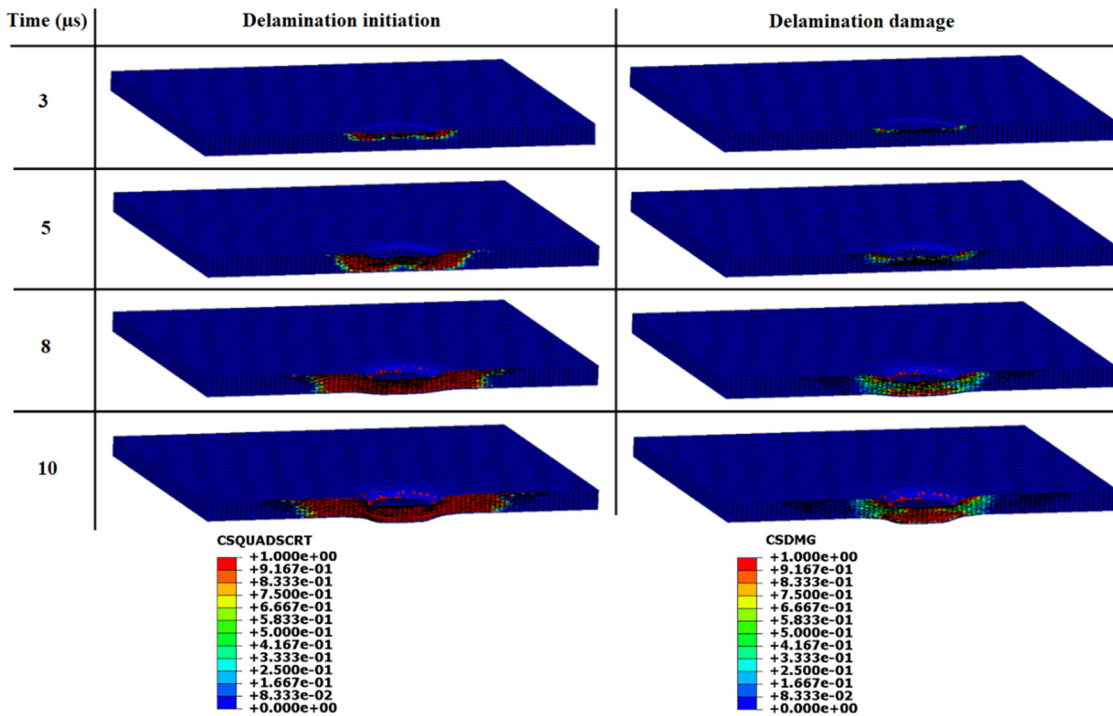 Time (µs) Delamination initiation Delamination damage
3
5
8
10
CSQUADSCRT CSDMG
+1.000e+00 +1.000e+00
+9.167e-01 +9.167e-01
+8.333e-01 +8.333e-01
+7.500e-01 +7.500e-01
+6.667e-01 +6.667e-01
+5.833e-01 +5.833e-01
+5.000e-01 +5.000e-01
+4.167e-01 +4.167e-01
+3.333e-01 +3.333e-01
+2.500e-01 +2.500e-01
+1.667e-01 +1.667e-01
+8.333e-02 +8.333e-02
+0.000e+00 +0.000e+00